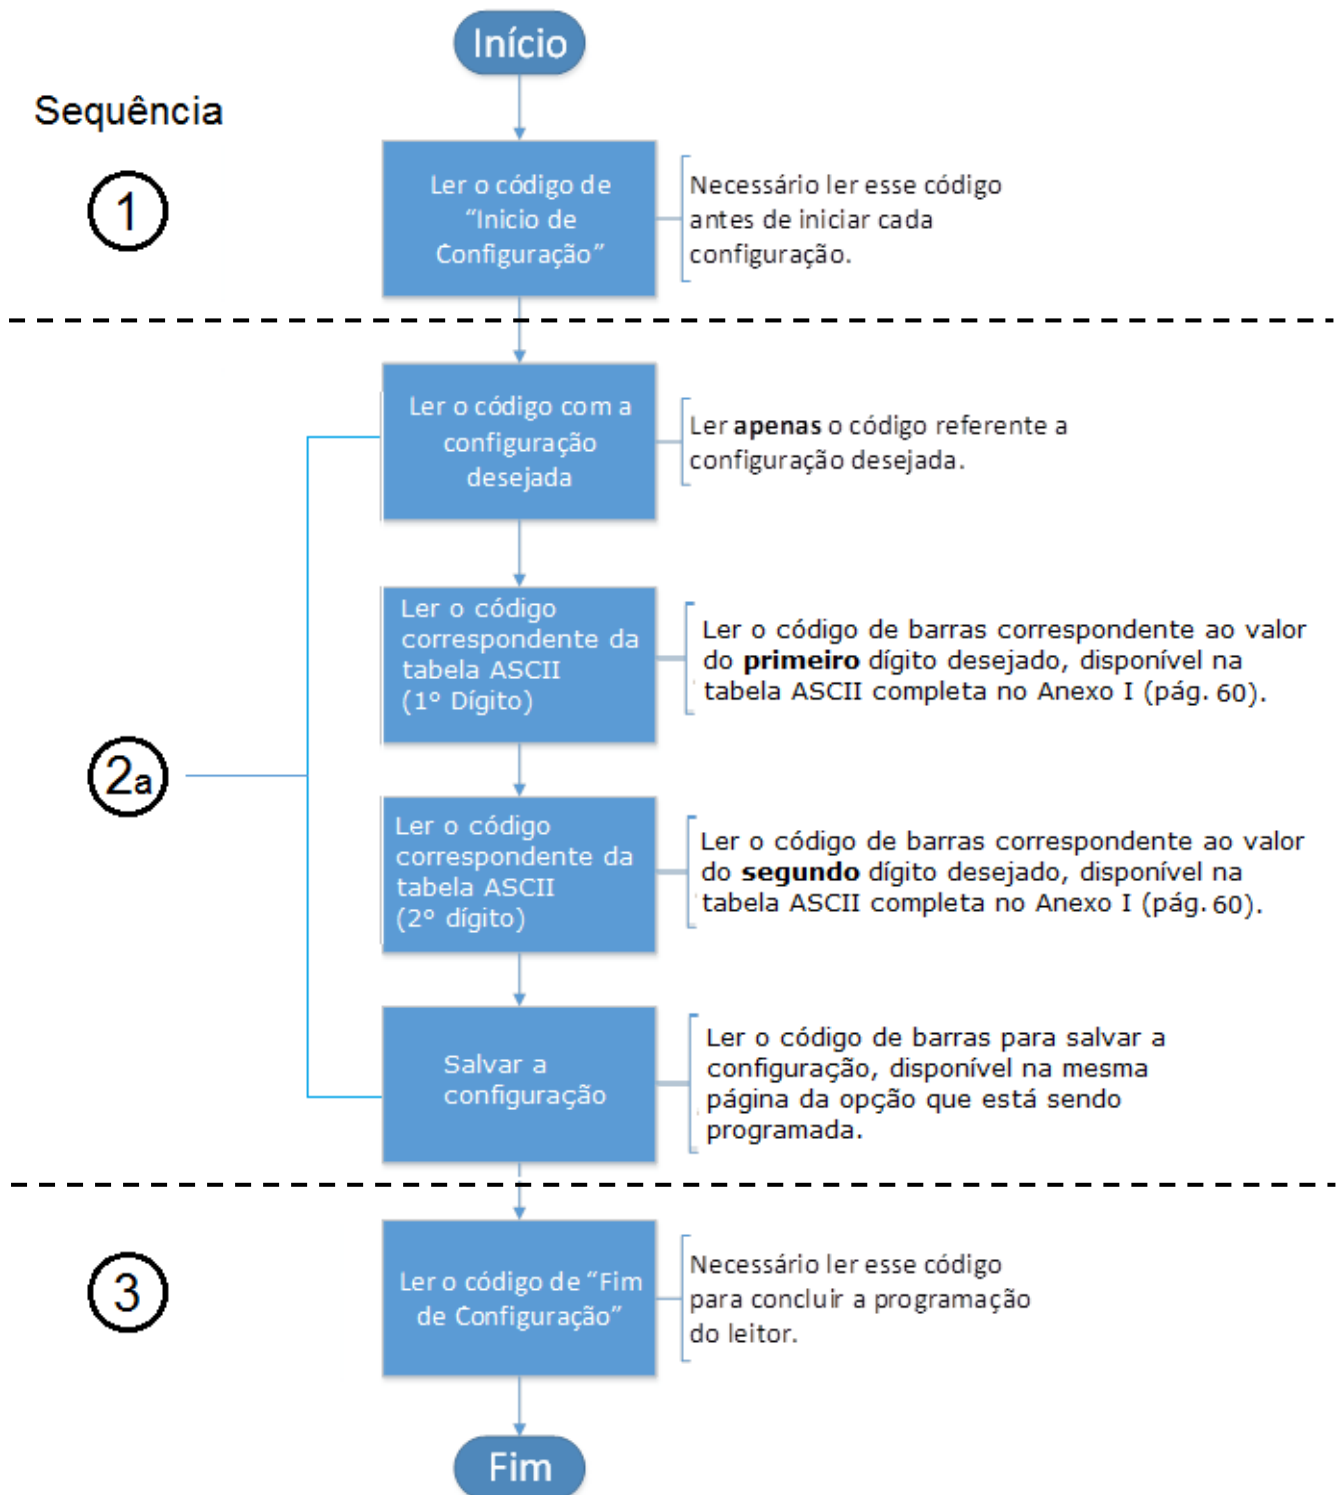 Início
Sequência
1
Ler o código de
“Inicio de
Configuração”
Necessário ler esse código
antes de iniciar cada
configuração.
Ler o código com a
configuração
desejada
Ler apenas o código referente a
configuração desejada.
2a
Ler o código
correspondente da
tabela ASCII
(1º Dígito)
Ler o código de barras correspondente ao valor
do primeiro dígito desejado, disponível na
tabela ASCII completa no Anexo I (pág. 60).
Ler o código
correspondente da
tabela ASCII
(2º dígito)
Ler o código de barras correspondente ao valor
do segundo dígito desejado, disponível na
tabela ASCII completa no Anexo I (pág. 60).
Salvar a
configuração
Ler o código de barras para salvar a
configuração, disponível na mesma
página da opção que está sendo
programada.
3
Ler o código de “Fim
de Configuração”
Necessário ler esse código
para concluir a programação
do leitor.
Fim